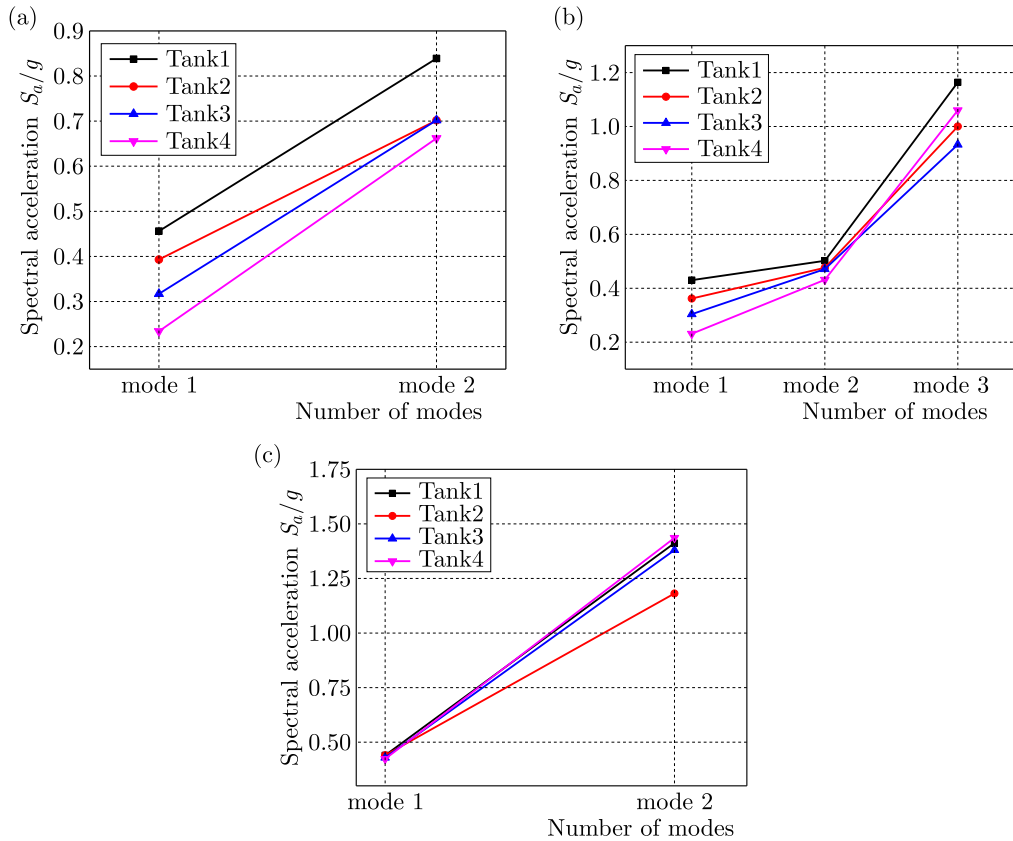 (a)
Spectral acceleration Sa/g
0.9
0.8
0.7
0.6
0.5
0.4
0.3
0.2
Tank1
Tank2
Tank3
Tank4
mode 1
mode 2
Number of modes
(b)
Spectral acceleration Sa/g
1.2
1.0
0.8
0.6
0.4
0.2
Tank1
Tank2
Tank3
Tank4
mode 1
mode 2
mode 3
Number of modes
(c)
Spectral acceleration Sa/g
1.75
1.50
1.25
1.00
0.75
0.50
Tank1
Tank2
Tank3
Tank4
mode 1
mode 2
Number of modes